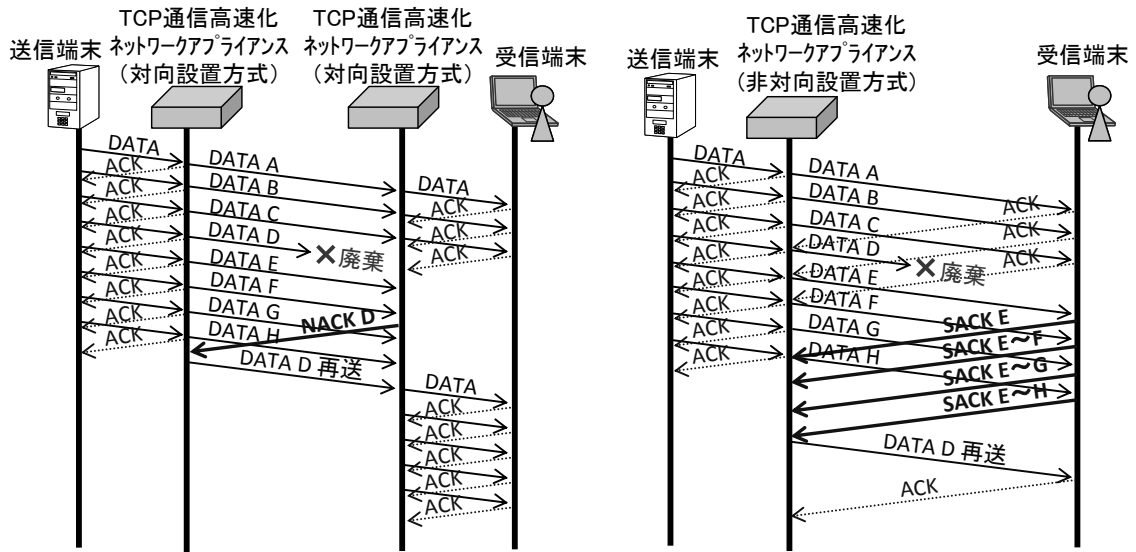 TCP通信高速化
ネットワークアプライアンス
（対向設置方式）
TCP通信高速化
ネットワークアプライアンス
（対向設置方式）
送信端末
受信端末
DATA
ACK
ACK
ACK
ACK
ACK
ACK
ACK
ACK
DATA A
DATA B
DATA C
DATA D
×廃棄
DATA E
DATA F
DATA G
NACK D
DATA H
DATA D 再送
DATA
ACK
ACK
DATA
ACK
ACK
ACK
ACK
ACK
TCP通信高速化
ネットワークアプライアンス
（非対向設置方式）
送信端末
受信端末
DATA
ACK
ACK
ACK
ACK
ACK
ACK
ACK
ACK
DATA A
DATA B
DATA C
DATA D
×廃棄
DATA E
DATA F
DATA G
DATA H
ACK
ACK
ACK
SACK E
SACK E～F
SACK E～G
SACK E～H
DATA D 再送
ACK